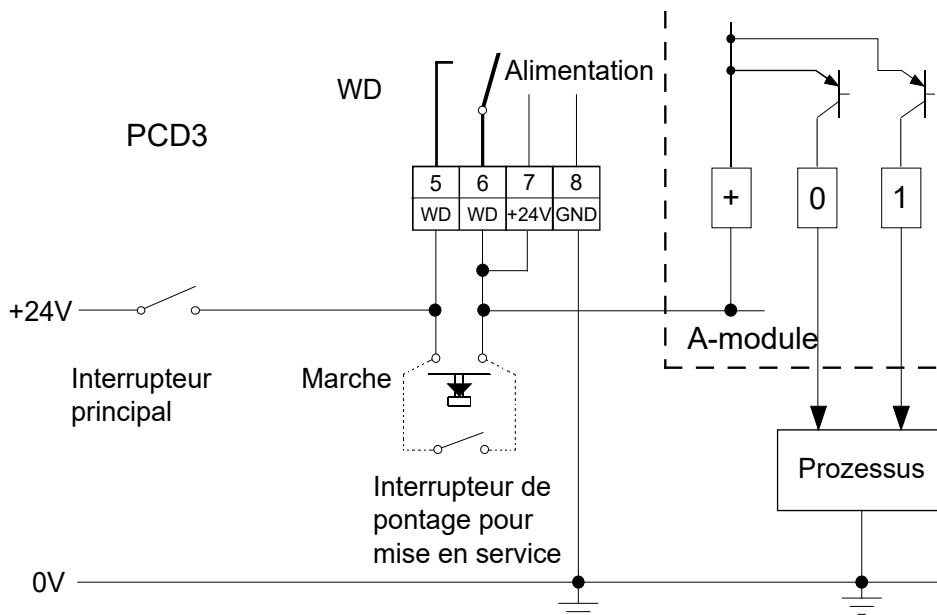 WD
Alimentation
PCD3
5 6 7 8
WD WD +24V GND
+ 0 1
+24V
A-module
Interrupteur
principal
Marche
Interrupteur de
pontage pour
mise en service
Prozessus
0V